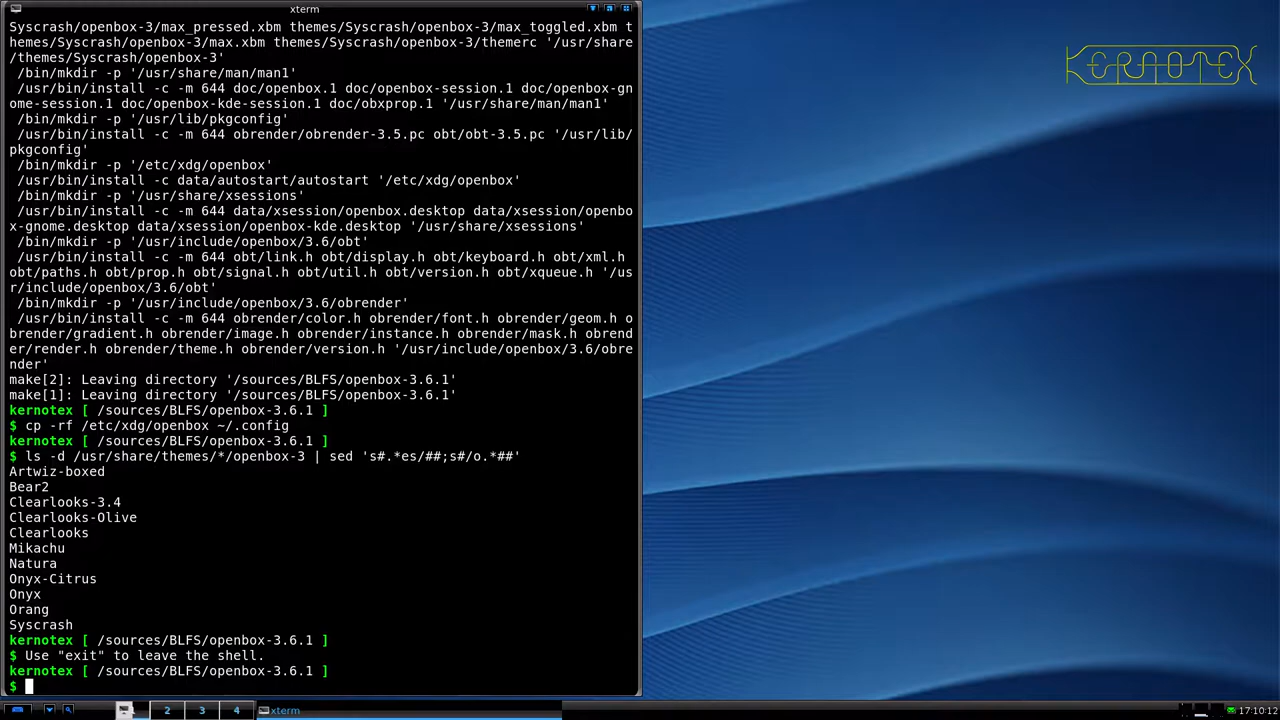 xterm
Syscrash/openbox-3/max_pressed.xbm themes/Syscrash/openbox-3/max_toggled.xbm t
hemes/Syscrash/openbox-3/max.xbm themes/Syscrash/openbox-3/themerc '/usr/share
/themes/Syscrash/openbox-3'
/bin/mkdir -p '/usr/share/man/man1'
/usr/bin/install -c -m 644 doc/openbox.1 doc/openbox-session.1 doc/openbox-gn
ome-session.1 doc/openbox-kde-session.1 doc/obxprop.1 '/usr/share/man/man1'
/bin/mkdir -p '/usr/lib/pkgconfig'
/usr/bin/install -c -m 644 obrender/obrender-3.5.pc obt/obt-3.5.pc '/usr/lib/
pkgconfig'
/bin/mkdir -p '/etc/xdg/openbox'
/usr/bin/install -c data/autostart/autostart '/etc/xdg/openbox'
/bin/mkdir -p '/usr/share/xsessions'
/usr/bin/install -c -m 644 data/xsession/openbox.desktop data/xsession/openbo
x-gnome.desktop data/xsession/openbox-kde.desktop '/usr/share/xsessions'
/bin/mkdir -p '/usr/include/openbox/3.6/obt'
/usr/bin/install -c -m 644 obt/link.h obt/display.h obt/keyboard.h obt/xml.h
obt/paths.h obt/prop.h obt/signal.h obt/util.h obt/version.h obt/xqueue.h '/us
r/include/openbox/3.6/obt'
/bin/mkdir -p '/usr/include/openbox/3.6/obrender'
/usr/bin/install -c -m 644 obrender/color.h obrender/font.h obrender/geom.h o
brender/gradient.h obrender/image.h obrender/instance.h obrender/mask.h obrend
er/render.h obrender/theme.h obrender/version.h '/usr/include/openbox/3.6/obre
nder'
make[2]: Leaving directory '/sources/BLFS/openbox-3.6.1'
make[1]: Leaving directory '/sources/BLFS/openbox-3.6.1'
kernotex [ /sources/BLFS/openbox-3.6.1 ]
$ cp -rf /etc/xdg/openbox ~/.config
kernotex [ /sources/BLFS/openbox-3.6.1 ]
$ ls -d /usr/share/themes/*/openbox-3 | sed 's#.*es/##;s#/o.*##'
Artwiz-boxed
Bear2
Clearlooks-3.4
Clearlooks-Olive
Clearlooks
Mikachu
Natura
Onyx-Citrus
Onyx
Orang
Syscrash
kernotex [ /sources/BLFS/openbox-3.6.1 ]
$ Use "exit" to leave the shell.
kernotex [ /sources/BLFS/openbox-3.6.1 ]
$
KERNOTEX
2 3 4 xterm 17:10:12